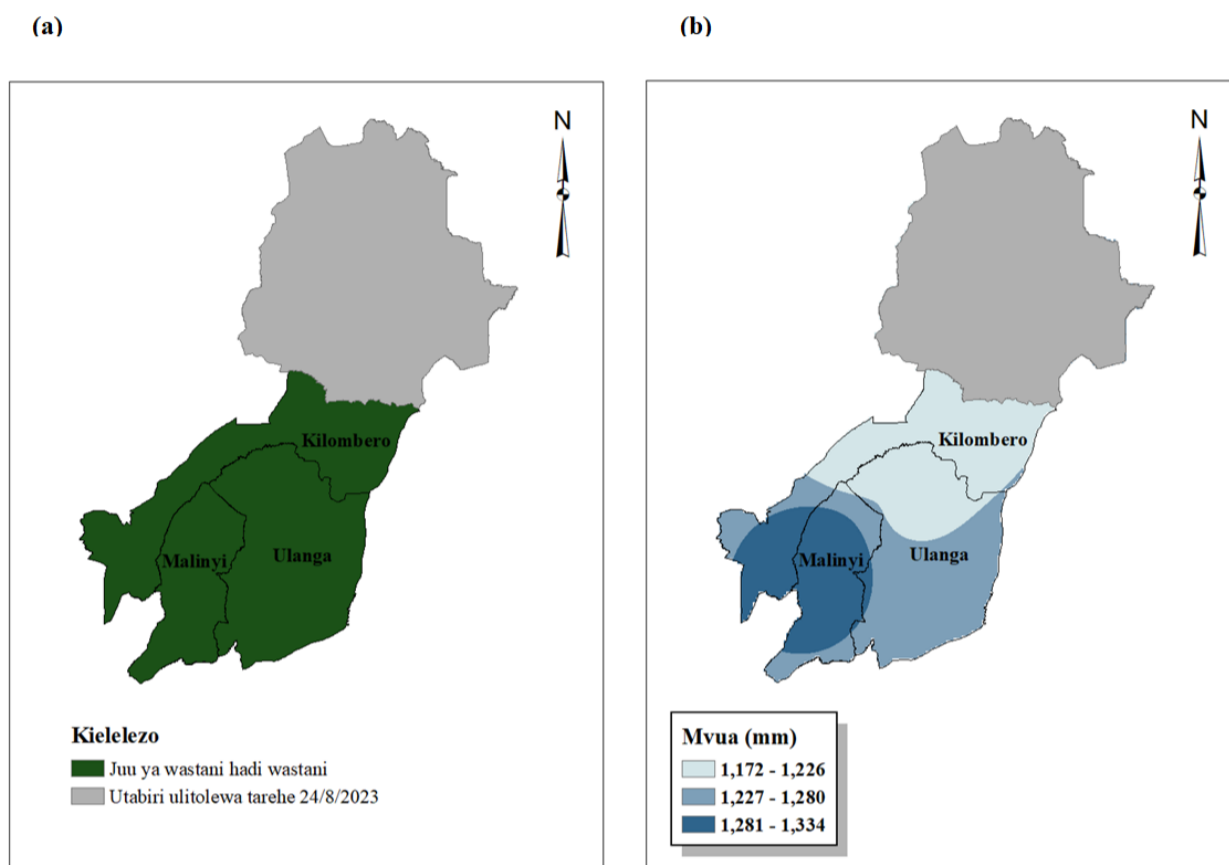 (a)
N
Kilombero
Malinyi
Ulanga
Kielelezo
Juu ya wastani hadi wastani
Utabiri ulitolewa tarehe 24/8/2023
(b)
N
Kilombero
Malinyi
Ulanga
Mvua (mm)
1,172 - 1,226
1,227 - 1,280
1,281 - 1,334